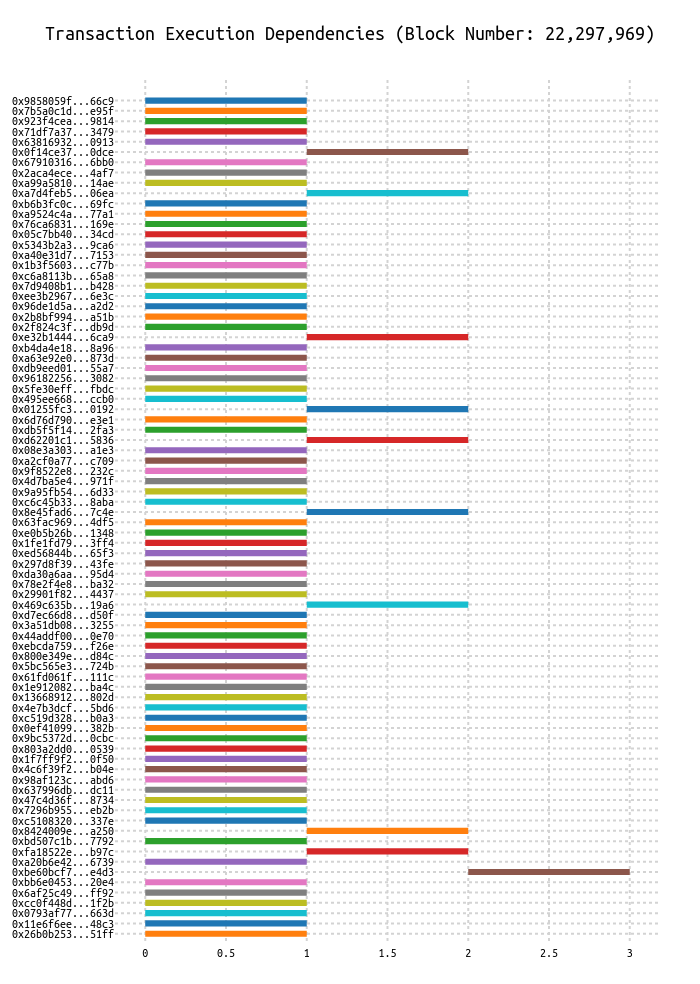 Transaction Execution Dependencies (Block Number: 22,297,969)
0x9858059f...66c9
0x7b5a0c1d...e95f
0x923f4cea...9814
0x71df7a37...3479
0x63816932...0913
0x0f14ce37...0dce
0x67910316...6bb0
0x2aca4ece...4af7
0xa99a5810...14ae
0xa7d4feb5...06ea
0xb6b3fc0c...69fc
0xa9524c4a...77a1
0x76ca6831...169e
0x05c7bb40...34cd
0x5343b2a3...9ca6
0xa40e31d7...7153
0x1b3f5603...c77b
0xc6a8113b...65a8
0x7d9408b1...b428
0xee3b2967...6e3c
0x96de1d5a...a2d2
0x2b8bf994...a51b
0x2f824c3f...db9d
0xe32b1444...6ca9
0xb4da4e18...8a96
0xa63e92e0...873d
0xdb9eed01...55a7
0x96182256...3082
0x5fe30eff...fbdc
0x495ee668...ccb0
0x01255fc3...0192
0x6d76d790...e3e1
0xdb5f5f14...2fa3
0xd62201c1...5836
0x08e3a303...a1e3
0xa2cf0a77...c709
0x9f8522e8...232c
0x4d7ba5e4...971f
0x9a95fb54...6d33
0xc6c45b33...8aba
0x8e45fad6...7c4e
0x63fac969...4df5
0xe0b5b26b...1348
0x1fe1fd79...3ff4
0xed56844b...65f3
0x297d8f39...43fe
0xda30a6aa...95d4
0x78e2f4e8...ba32
0x29901f82...4437
0x469c635b...19a6
0xd7ec66d8...d50f
0x3a51db08...3255
0x44addf00...0e70
0xebcda759...f26e
0x800e349e...d84c
0x5bc565e3...724b
0x61fd061f...111c
0x1e912082...ba4c
0x13668912...802d
0x4e7b3dcf...5bd6
0xc519d328...b0a3
0x0ef41099...382b
0x9bc5372d...0cbc
0x803a2dd0...0539
0x1f7ff9f2...0f50
0x4c6f39f2...b04e
0x98af123c...abd6
0x637996db...dc11
0x47c4d36f...8734
0x7296b955...eb2b
0xc5108320...337e
0x8424009e...a250
0xbd507c1b...7792
0xfa18522e...b97c
0xa20b6e42...6739
0xbe60bcf7...e4d3
0xbb6e0453...20e4
0x6af25c49...ff92
0xcc0f448d...1f2b
0x0793af77...663d
0x11e6f6ee...48c3
0x26b0b253...51ff
0 0.5 1 1.5 2 2.5 3